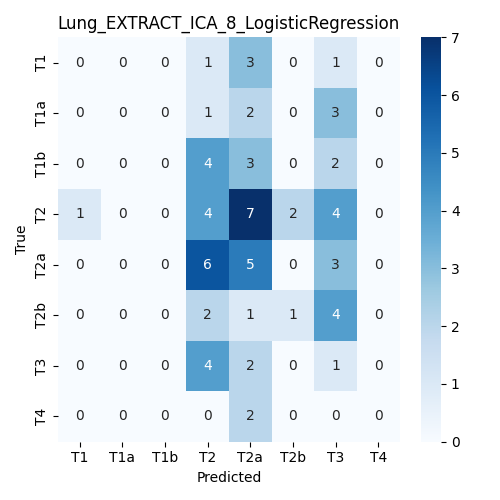 Lung_EXTRACT_ICA_8_LogisticRegression
T1 0 0 0 1 3 0 1 0
T1a 0 0 0 1 2 0 3 0
T1b 0 0 0 4 3 0 2 0
T2 1 0 0 4 7 2 4 0
T2a 0 0 0 6 5 0 3 0
T2b 0 0 0 2 1 1 4 0
T3 0 0 0 4 2 0 1 0
T4 0 0 0 0 2 0 0 0
T1 T1a T1b T2 T2a T2b T3 T4
Predicted
True
7
6
5
4
3
2
1
0